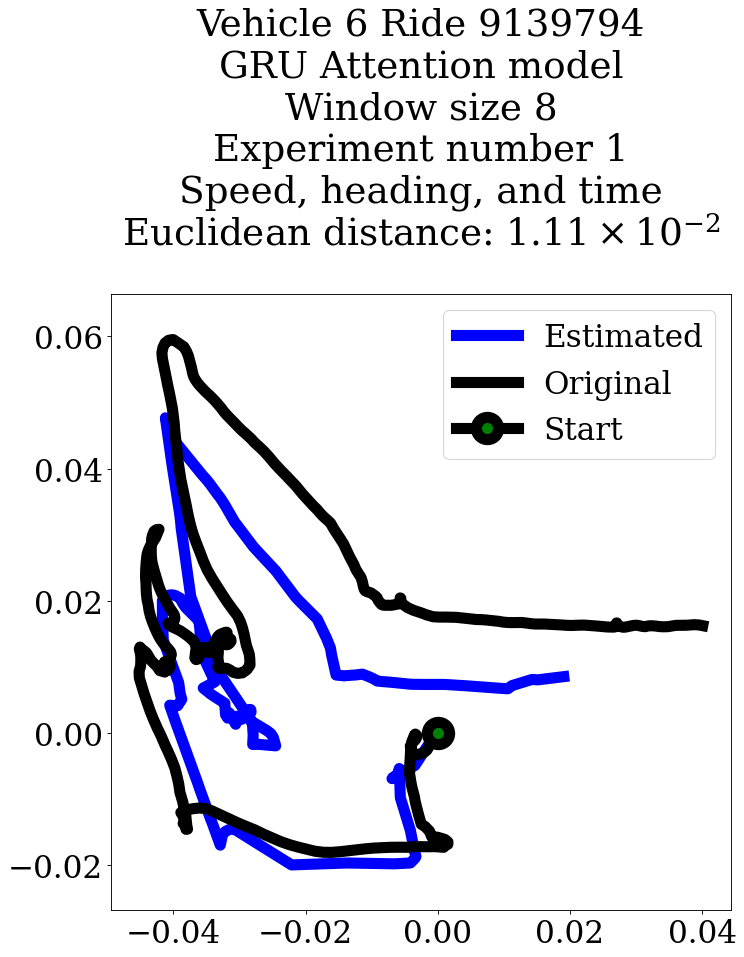 Vehicle 6 Ride 9139794
GRU Attention model
Window size 8
Experiment number 1
Speed, heading, and time
Euclidean distance: 1.11 × 10⁻²
Estimated
Original
Start
0.06
0.04
0.02
0.00
−0.02
−0.04 −0.02 0.00 0.02 0.04